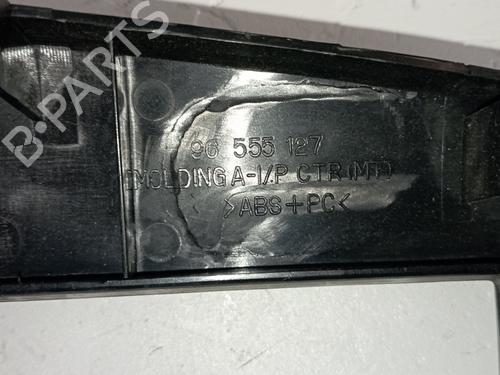 B-PARTS
96 555 127
(MOLDING A-I/P CTR(MT)
>ABS+PC<